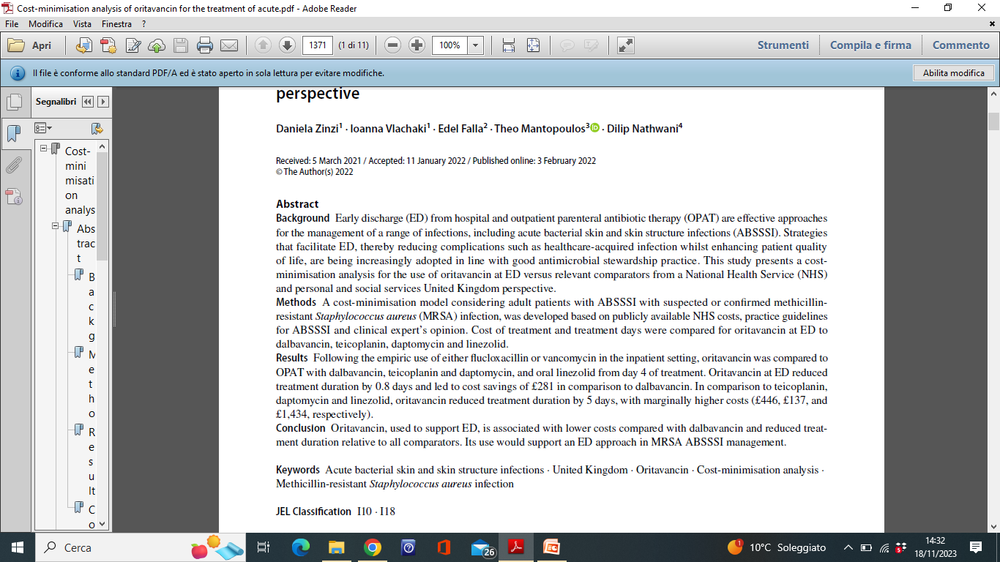 Cost-minimisation analysis of oritavancin for the treatment of acute.pdf - Adobe Reader
File Modifica Vista Finestra ?
Apri 1371 (1 di 11) 100% Strumenti Compila e firma Commento
Il file è conforme allo standard PDF/A ed è stato aperto in sola lettura per evitare modifiche. Abilita modifica
Segnalibri
Cost-
mini
misati
on
analys
Abs
trac
t
B
a
c
k
g
M
e
t
h
o
R
e
s
u
lt
C
o
perspective
Daniela Zinzi1 · Ioanna Vlachaki1 · Edel Falla2 · Theo Mantopoulos3 iD · Dilip Nathwani4
Received: 5 March 2021 / Accepted: 11 January 2022 / Published online: 3 February 2022
© The Author(s) 2022
Abstract
Background Early discharge (ED) from hospital and outpatient parenteral antibiotic therapy (OPAT) are effective approaches
for the management of a range of infections, including acute bacterial skin and skin structure infections (ABSSSI). Strategies
that facilitate ED, thereby reducing complications such as healthcare-acquired infection whilst enhancing patient quality
of life, are being increasingly adopted in line with good antimicrobial stewardship practice. This study presents a cost-
minimisation analysis for the use of oritavancin at ED versus relevant comparators from a National Health Service (NHS)
and personal and social services United Kingdom perspective.
Methods A cost-minimisation model considering adult patients with ABSSSI with suspected or confirmed methicillin-
resistant Staphylococcus aureus (MRSA) infection, was developed based on publicly available NHS costs, practice guidelines
for ABSSSI and clinical expert's opinion. Cost of treatment and treatment days were compared for oritavancin at ED to
dalbavancin, teicoplanin, daptomycin and linezolid.
Results Following the empiric use of either flucloxacillin or vancomycin in the inpatient setting, oritavancin was compared to
OPAT with dalbavancin, teicoplanin and daptomycin, and oral linezolid from day 4 of treatment. Oritavancin at ED reduced
treatment duration by 0.8 days and led to cost savings of £281 in comparison to dalbavancin. In comparison to teicoplanin,
daptomycin and linezolid, oritavancin reduced treatment duration by 5 days, with marginally higher costs (£446, £137, and
£1,434, respectively).
Conclusion Oritavancin, used to support ED, is associated with lower costs compared with dalbavancin and reduced treat-
ment duration relative to all comparators. Its use would support an ED approach in MRSA ABSSSI management.
Keywords Acute bacterial skin and skin structure infections · United Kingdom · Oritavancin · Cost-minimisation analysis ·
Methicillin-resistant Staphylococcus aureus infection
JEL Classification I10 · I18
Cerca 26 1 10°C Soleggiato 5 14:32
18/11/2023